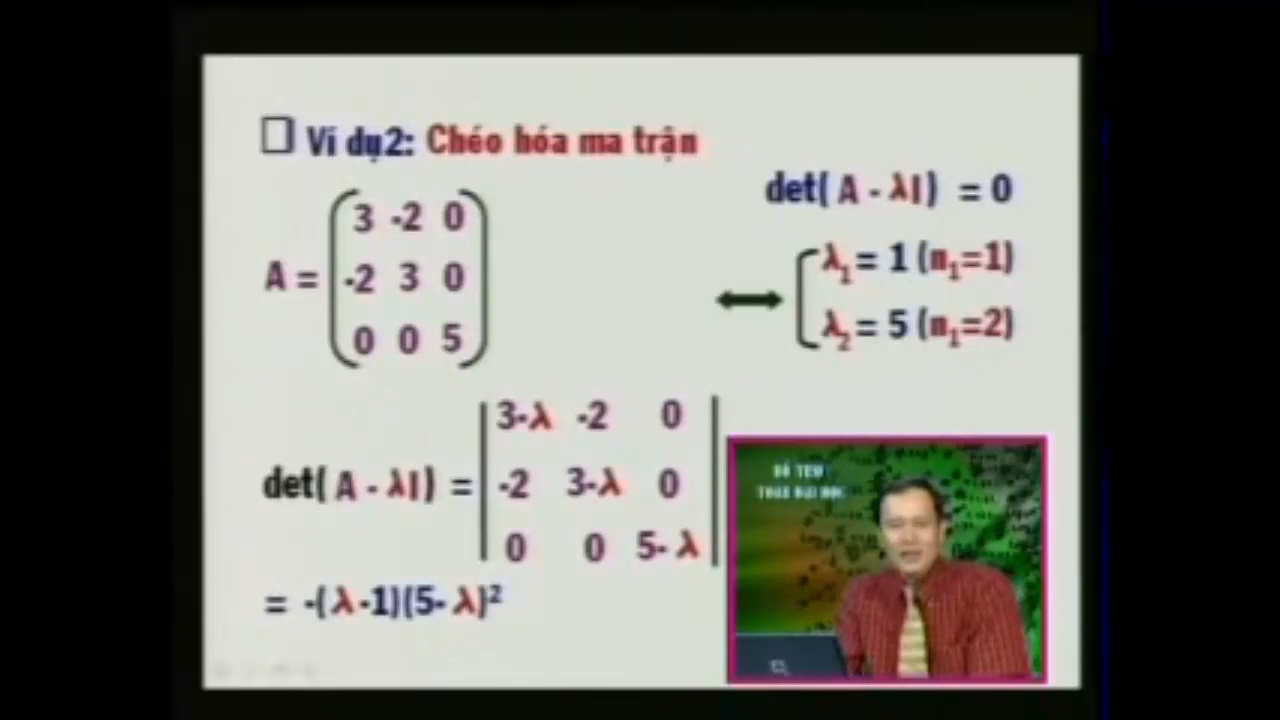 Ví dụ2: Chéo hóa ma trận
A = ( 3 -2 0
-2 3 0
0 0 5 )
det( A - λI ) = | 3-λ -2 0
-2 3-λ 0
0 0 5- λ |
= -(λ-1)(5- λ)²
det( A - λI ) = 0
↔ [ λ₁ = 1 (n₁=1)
λ₂ = 5 (n₁=2)